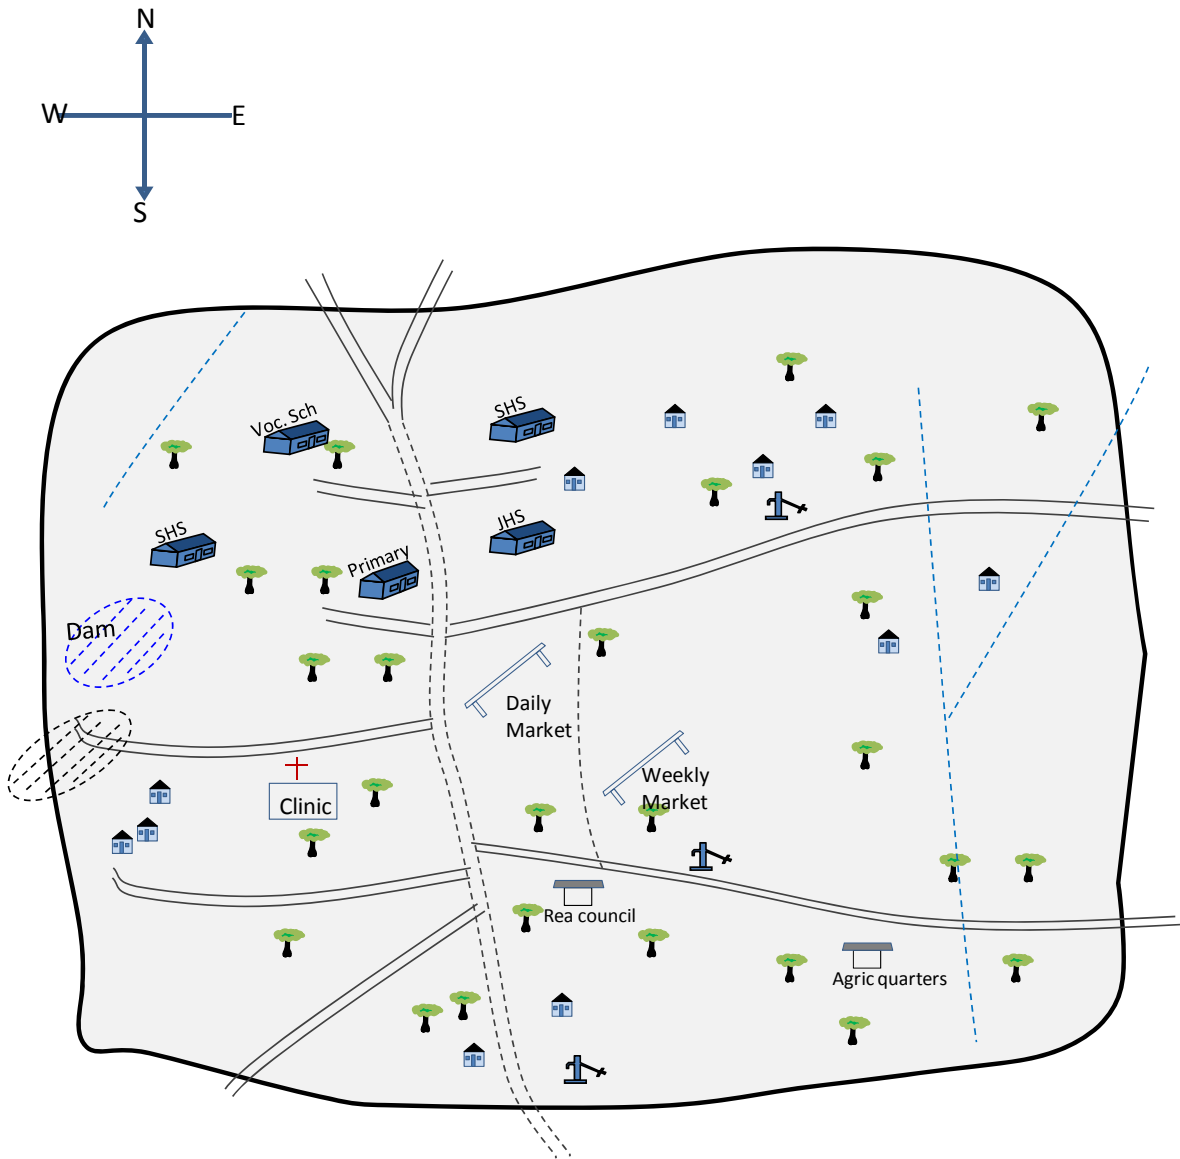 N
W
E
S
Voc. Sch
SHS
SHS
JHS
Primary
Dam
Daily
Market
Weekly
Market
Clinic
Rea council
Agric quarters